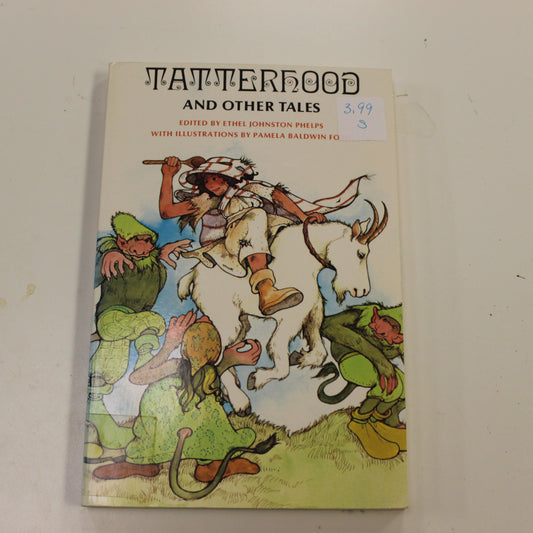 TATTERHOOD
AND OTHER TALES
EDITED BY ETHEL JOHNSTON PHELPS
WITH ILLUSTRATIONS BY PAMELA BALDWIN FO
3.99
S